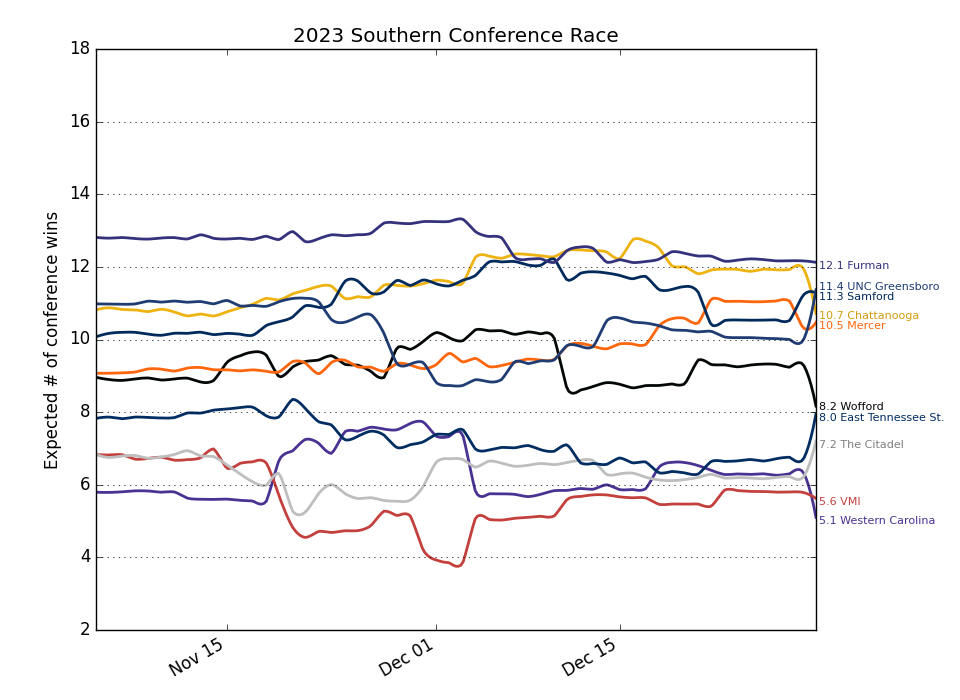 2023 Southern Conference Race
Expected # of conference wins
18
16
14
12
10
8
6
4
2
Nov 15
Dec 01
Dec 15
12.1 Furman
11.4 UNC Greensboro
11.3 Samford
10.7 Chattanooga
10.5 Mercer
8.2 Wofford
8.0 East Tennessee St.
7.2 The Citadel
5.6 VMI
5.1 Western Carolina